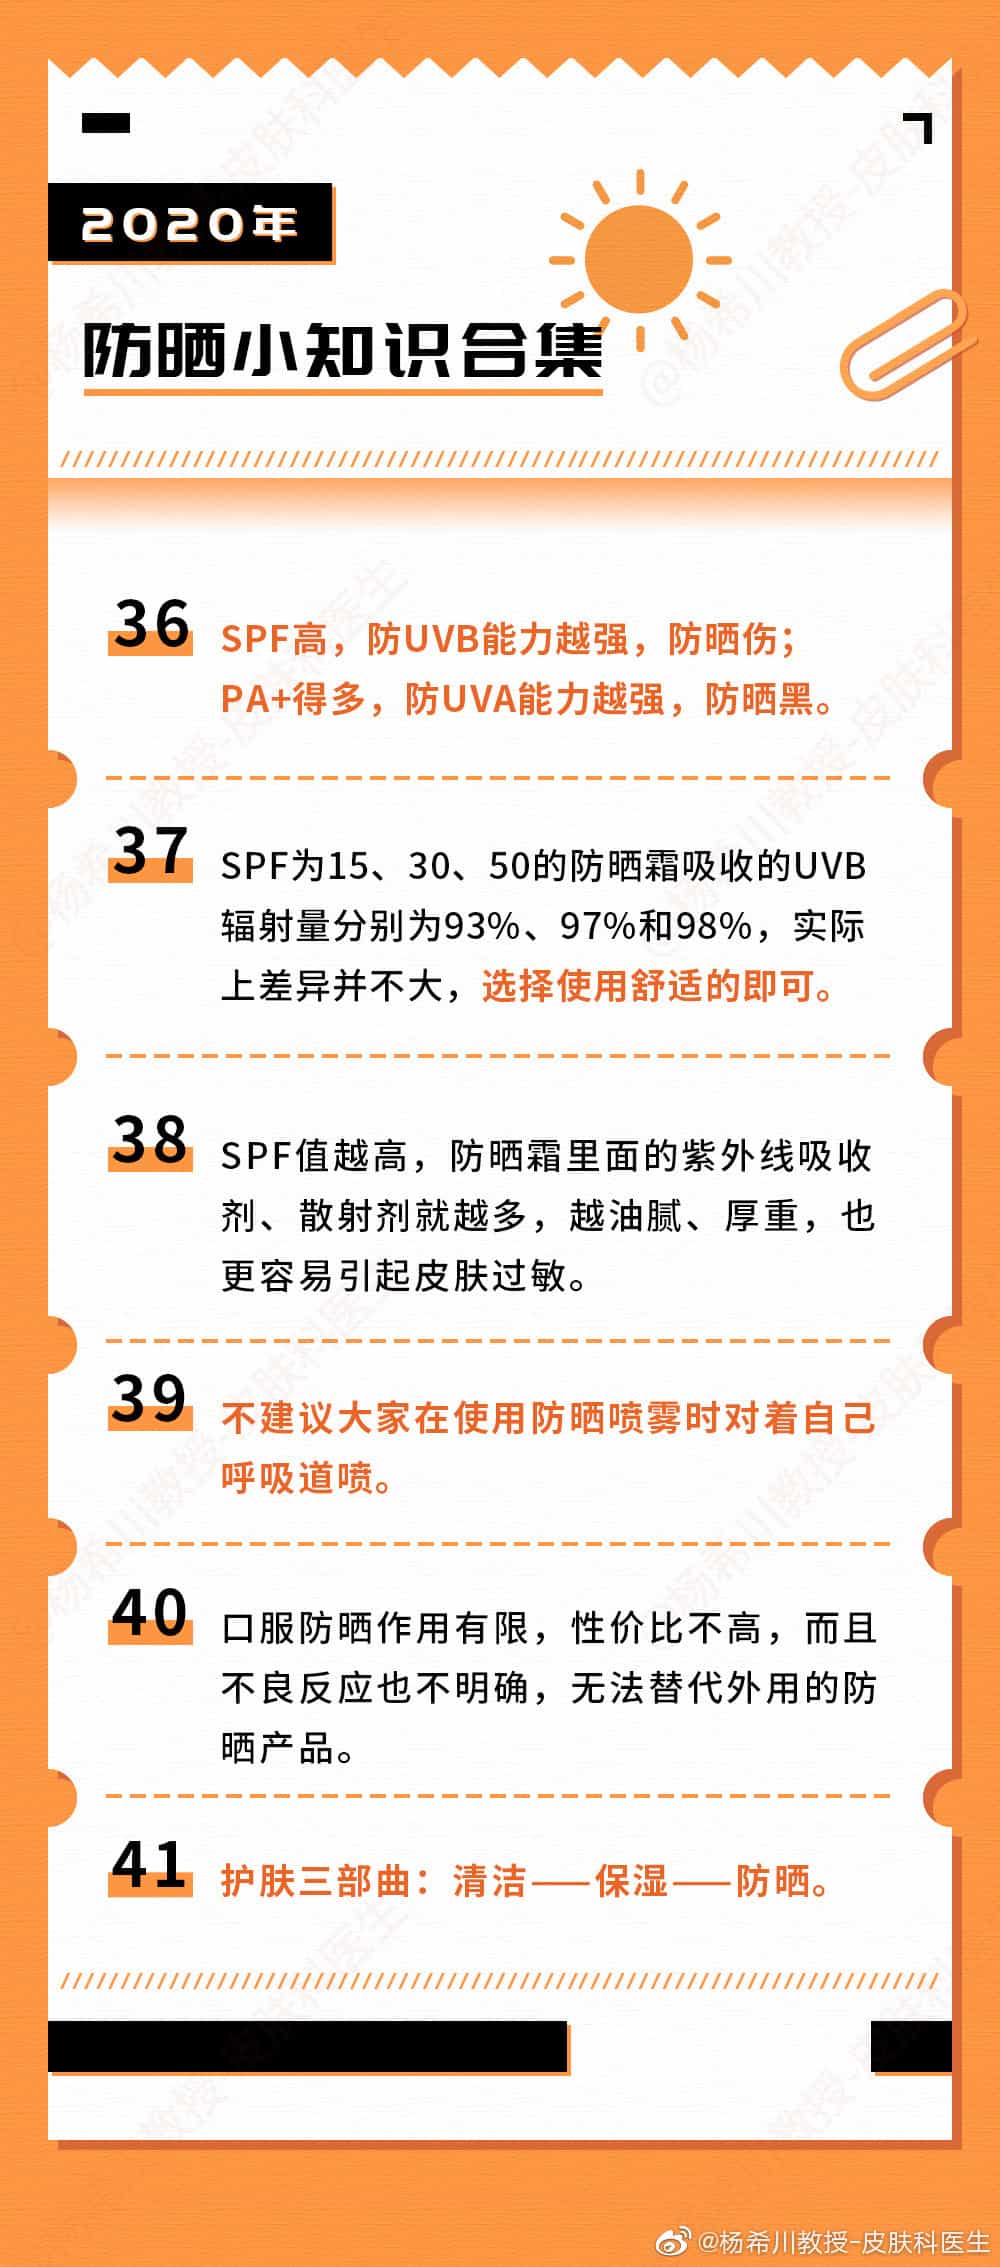 2020年
防晒小知识合集
36
SPF高，防UVB能力越强，防晒伤；
PA+得多，防UVA能力越强，防晒黑。
37
SPF为15、30、50的防晒霜吸收的UVB
辐射量分别为93%、97%和98%，实际
上差异并不大，选择使用舒适的即可。
38
SPF值越高，防晒霜里面的紫外线吸收
剂、散射剂就越多，越油腻、厚重，也
更容易引起皮肤过敏。
39
不建议大家在使用防晒喷雾时对着自己
呼吸道喷。
40
口服防晒作用有限，性价比不高，而且
不良反应也不明确，无法替代外用的防
晒产品。
41
护肤三部曲：清洁——保湿——防晒。
@杨希川教授-皮肤科医生